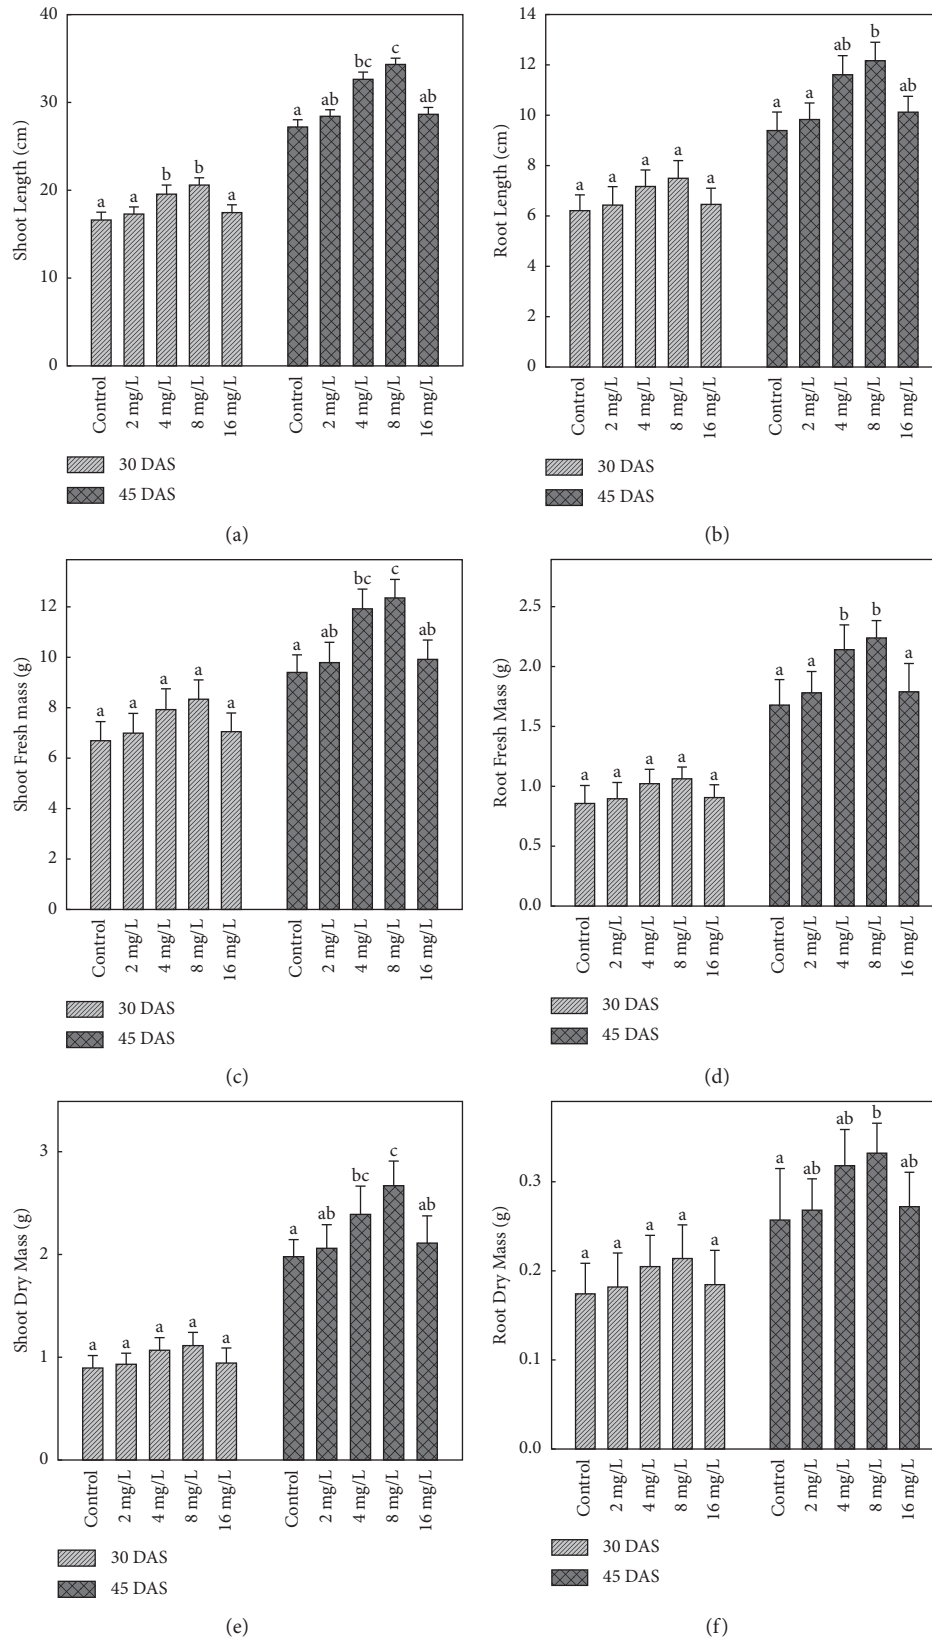 40
30
20
10
0
Shoot Length (cm)
a a b b a a ab bc c ab
Control 2 mg/L 4 mg/L 8 mg/L 16 mg/L Control 2 mg/L 4 mg/L 8 mg/L 16 mg/L
30 DAS
45 DAS
(a)
14
12
10
8
6
4
2
0
Root Length (cm)
a a a a a a a ab b ab
Control 2 mg/L 4 mg/L 8 mg/L 16 mg/L Control 2 mg/L 4 mg/L 8 mg/L 16 mg/L
30 DAS
45 DAS
(b)
12
10
8
6
4
2
0
Shoot Fresh mass (g)
a a a a a a ab bc c ab
Control 2 mg/L 4 mg/L 8 mg/L 16 mg/L Control 2 mg/L 4 mg/L 8 mg/L 16 mg/L
30 DAS
45 DAS
(c)
2.5
2.0
1.5
1.0
0.5
0.0
Root Fresh Mass (g)
a a a a a a a b b a
Control 2 mg/L 4 mg/L 8 mg/L 16 mg/L Control 2 mg/L 4 mg/L 8 mg/L 16 mg/L
30 DAS
45 DAS
(d)
3
2
1
0
Shoot Dry Mass (g)
a a a a a a ab bc c ab
Control 2 mg/L 4 mg/L 8 mg/L 16 mg/L Control 2 mg/L 4 mg/L 8 mg/L 16 mg/L
30 DAS
45 DAS
(e)
0.3
0.2
0.1
0.0
Root Dry Mass (g)
a a a a a a ab ab b ab
Control 2 mg/L 4 mg/L 8 mg/L 16 mg/L Control 2 mg/L 4 mg/L 8 mg/L 16 mg/L
30 DAS
45 DAS
(f)